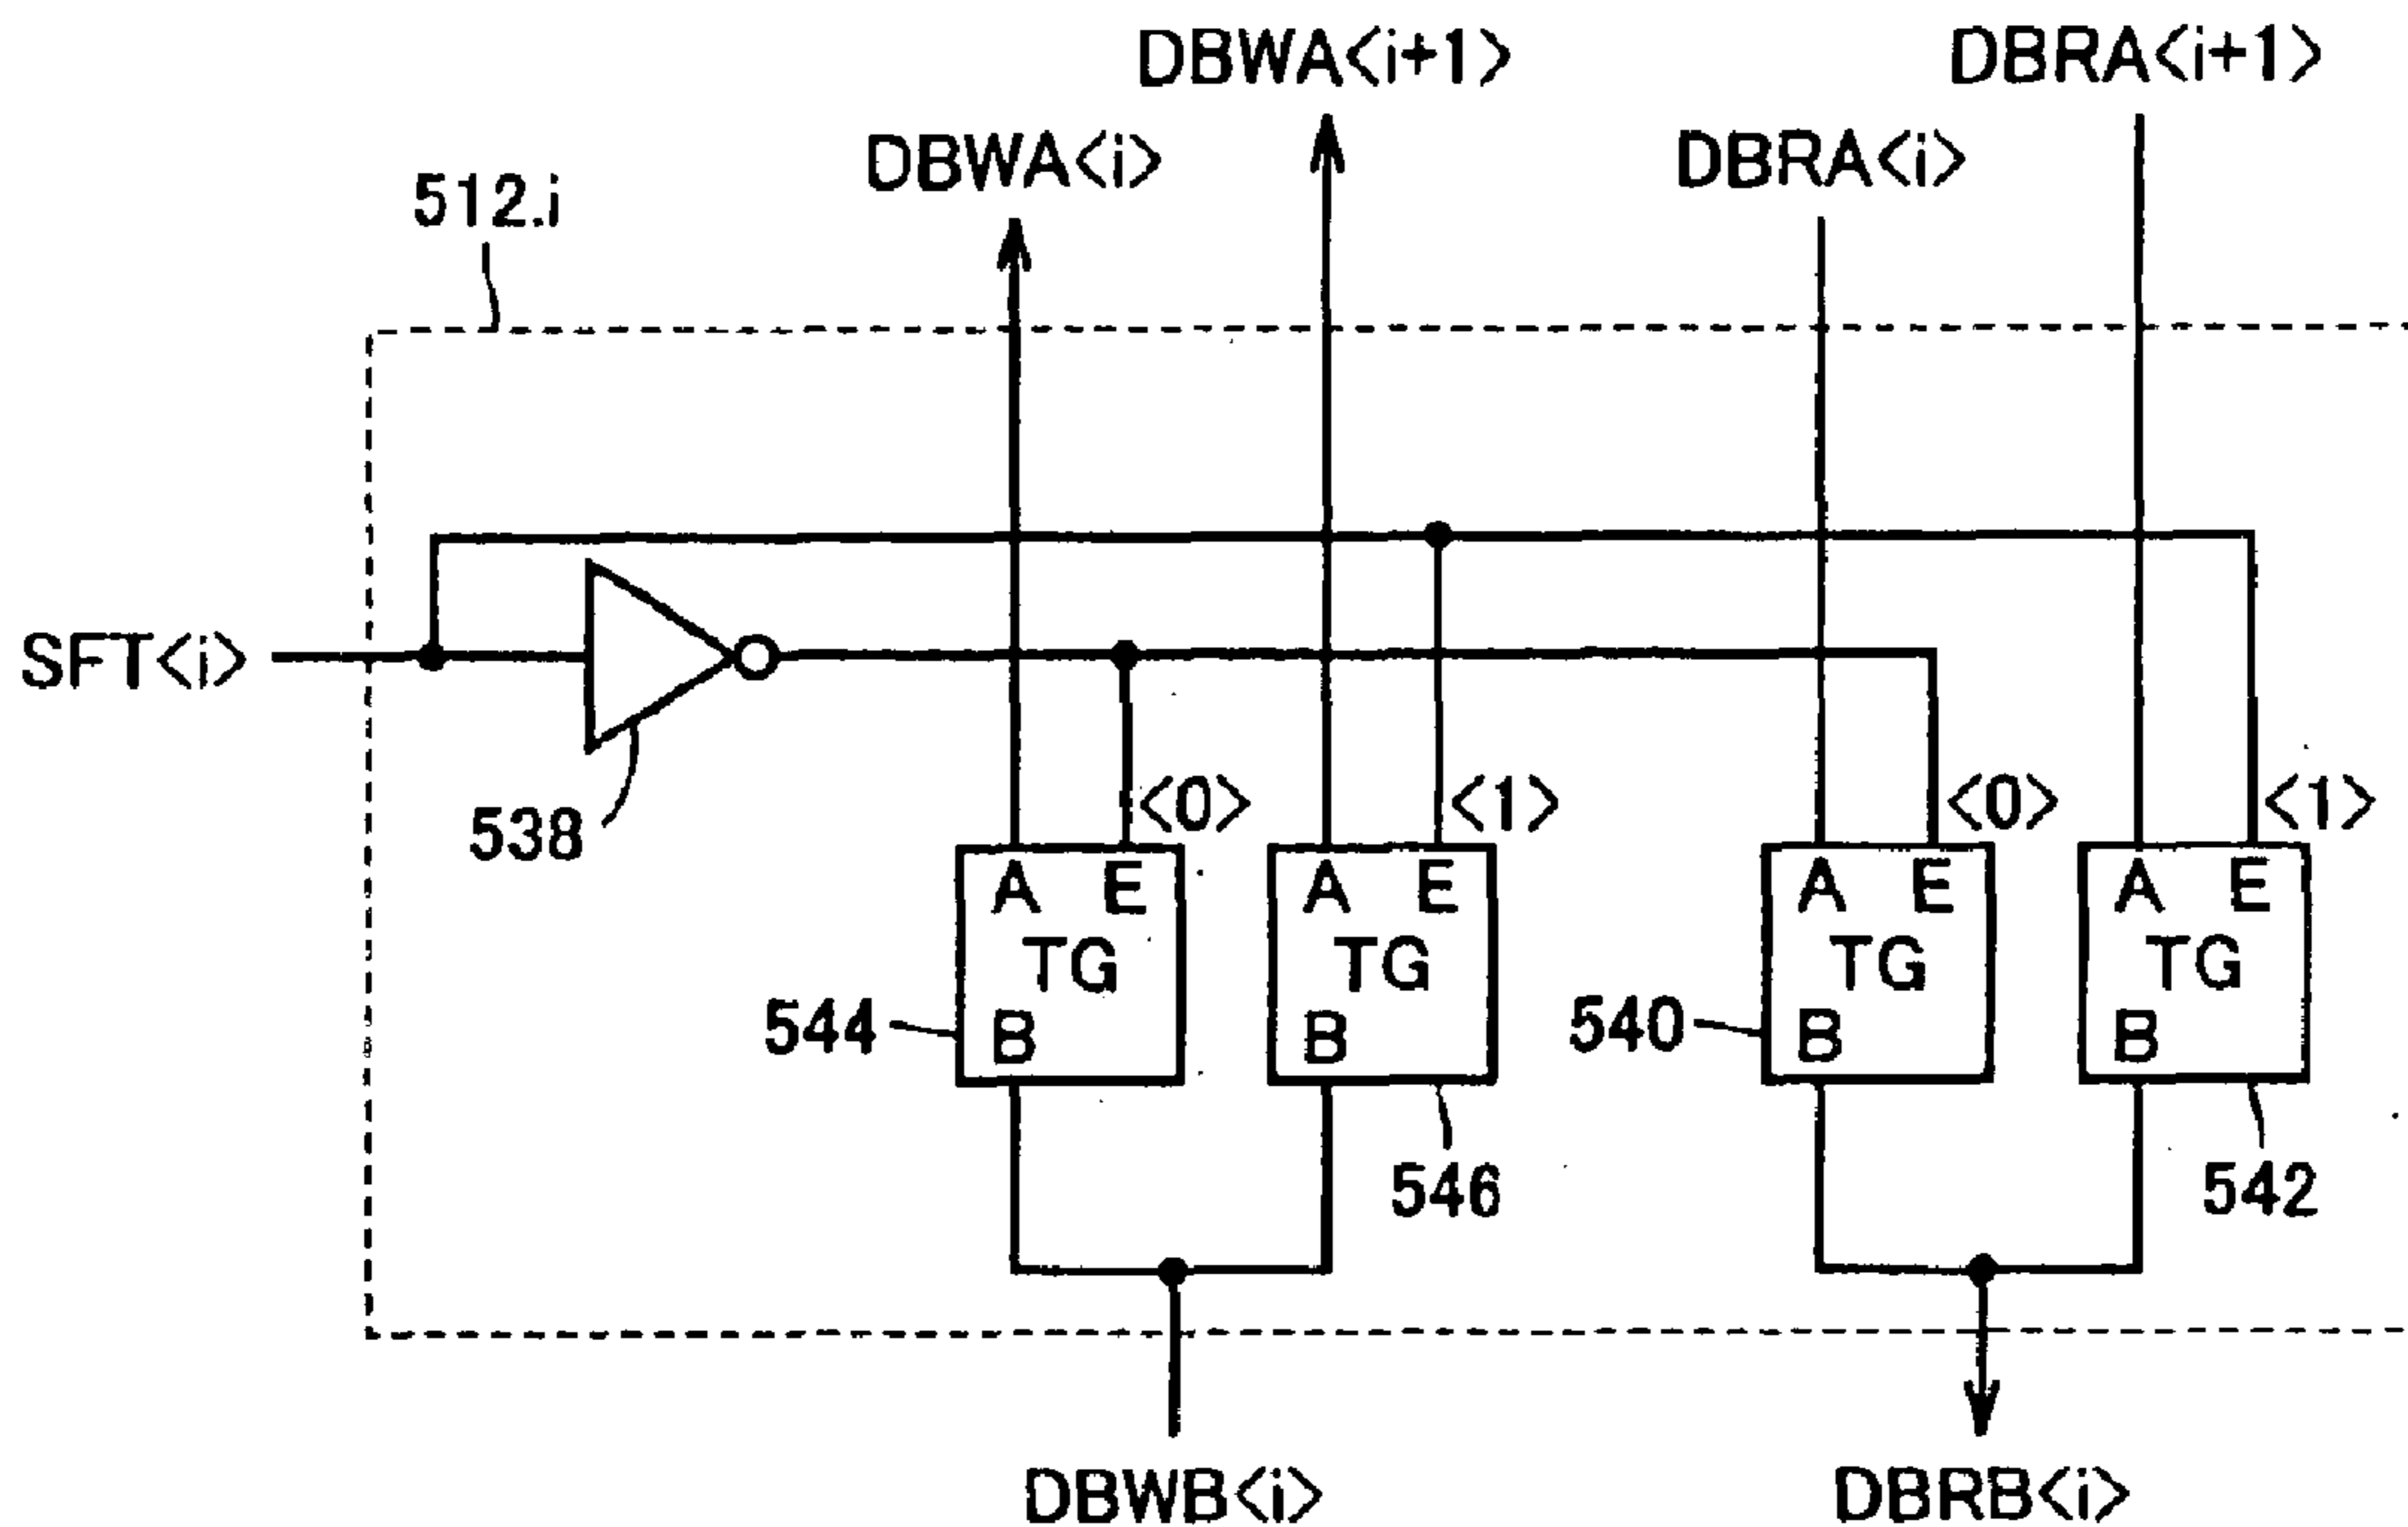 DBWA<i+1> DBRA<i+1>
DBWA<i> DBRA<i>
512.i
SFT<i>
538
<0> <1> <0> <1>
A E A E A E A E
TG TG TG TG
544 B B 540 B B
546 542
DBWB<i> DBRB<i>